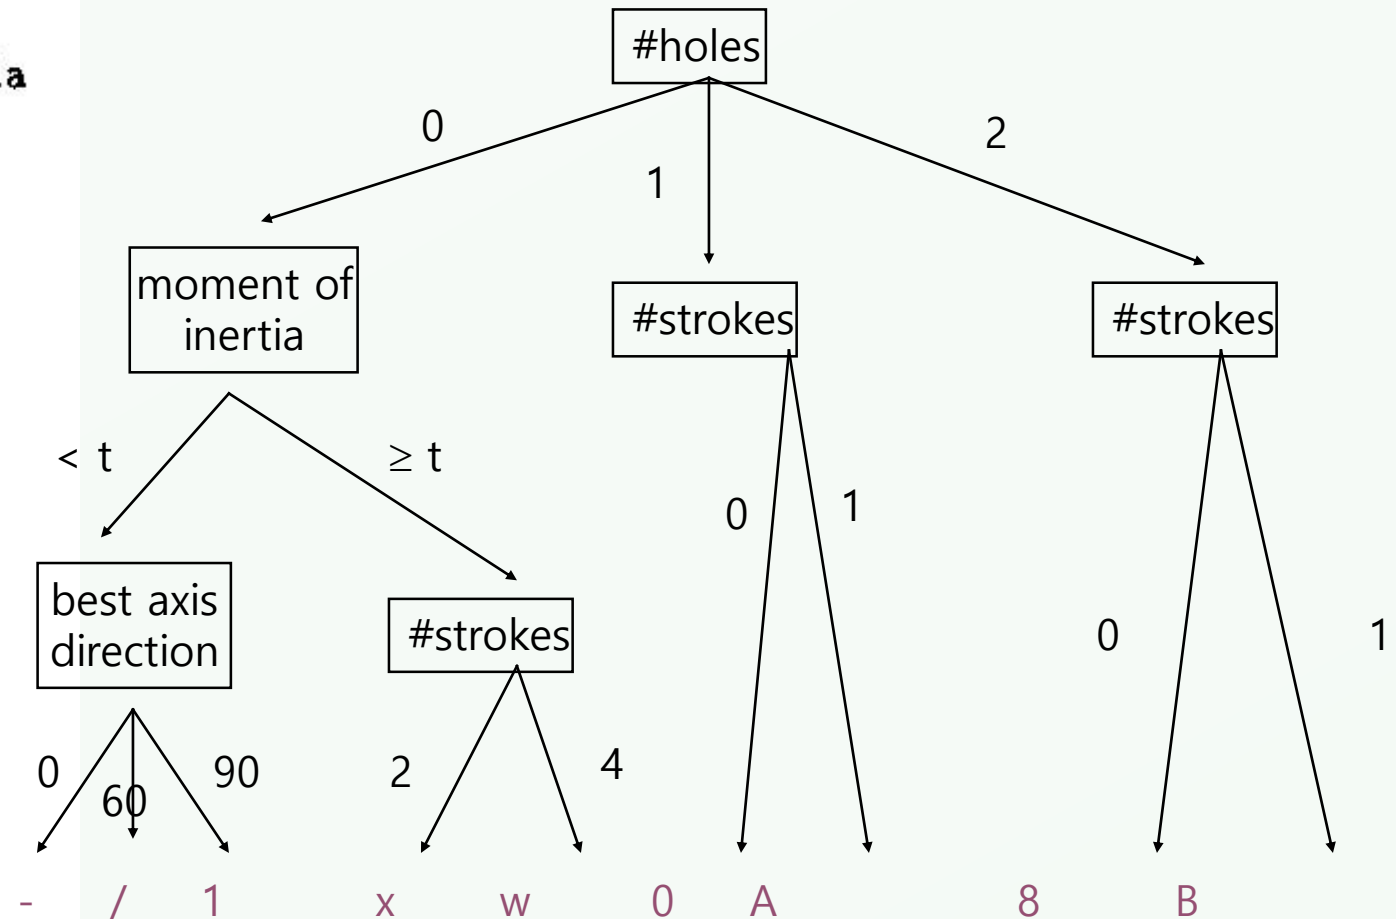 #holes
.a
0
2
1
moment of
inertia
#strokes
#strokes
< t
≥ t
0
1
best axis
direction
#strokes
0
1
0
60
90
2
4
- / 1 x w 0 A 8 B